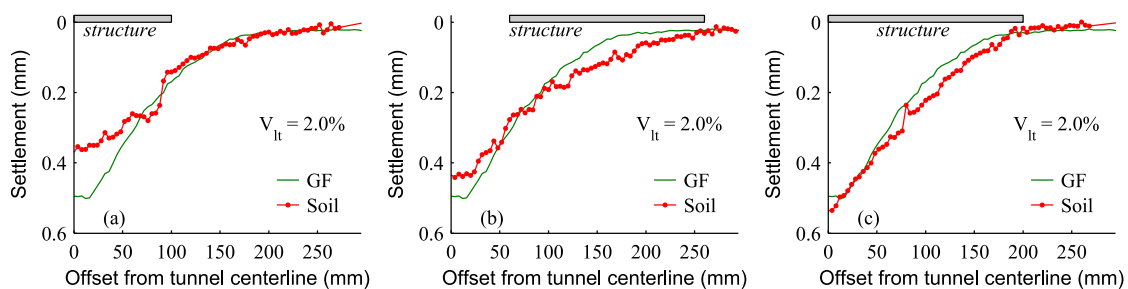 structure
V_lt = 2.0%
GF
Soil
(a)
0
0.2
0.4
0.6
Settlement (mm)
0 50 100 150 200 250
Offset from tunnel centerline (mm)
structure
V_lt = 2.0%
GF
Soil
(b)
0
0.2
0.4
0.6
Settlement (mm)
0 50 100 150 200 250
Offset from tunnel centerline (mm)
structure
V_lt = 2.0%
GF
Soil
(c)
0
0.2
0.4
0.6
Settlement (mm)
0 50 100 150 200 250
Offset from tunnel centerline (mm)